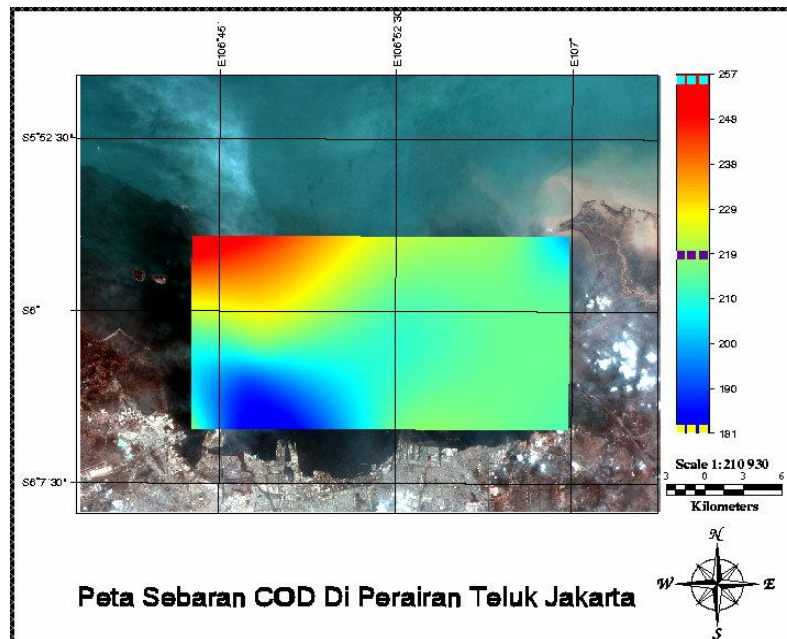 E106°45'
E106°52'30
E107°
S5°52'30
S6°
S6°7'30
257
248
238
229
219
210
200
190
181
Scale 1:210 930
3 0 3 6
Kilometers
N
W E
S
Peta Sebaran COD Di Perairan Teluk Jakarta